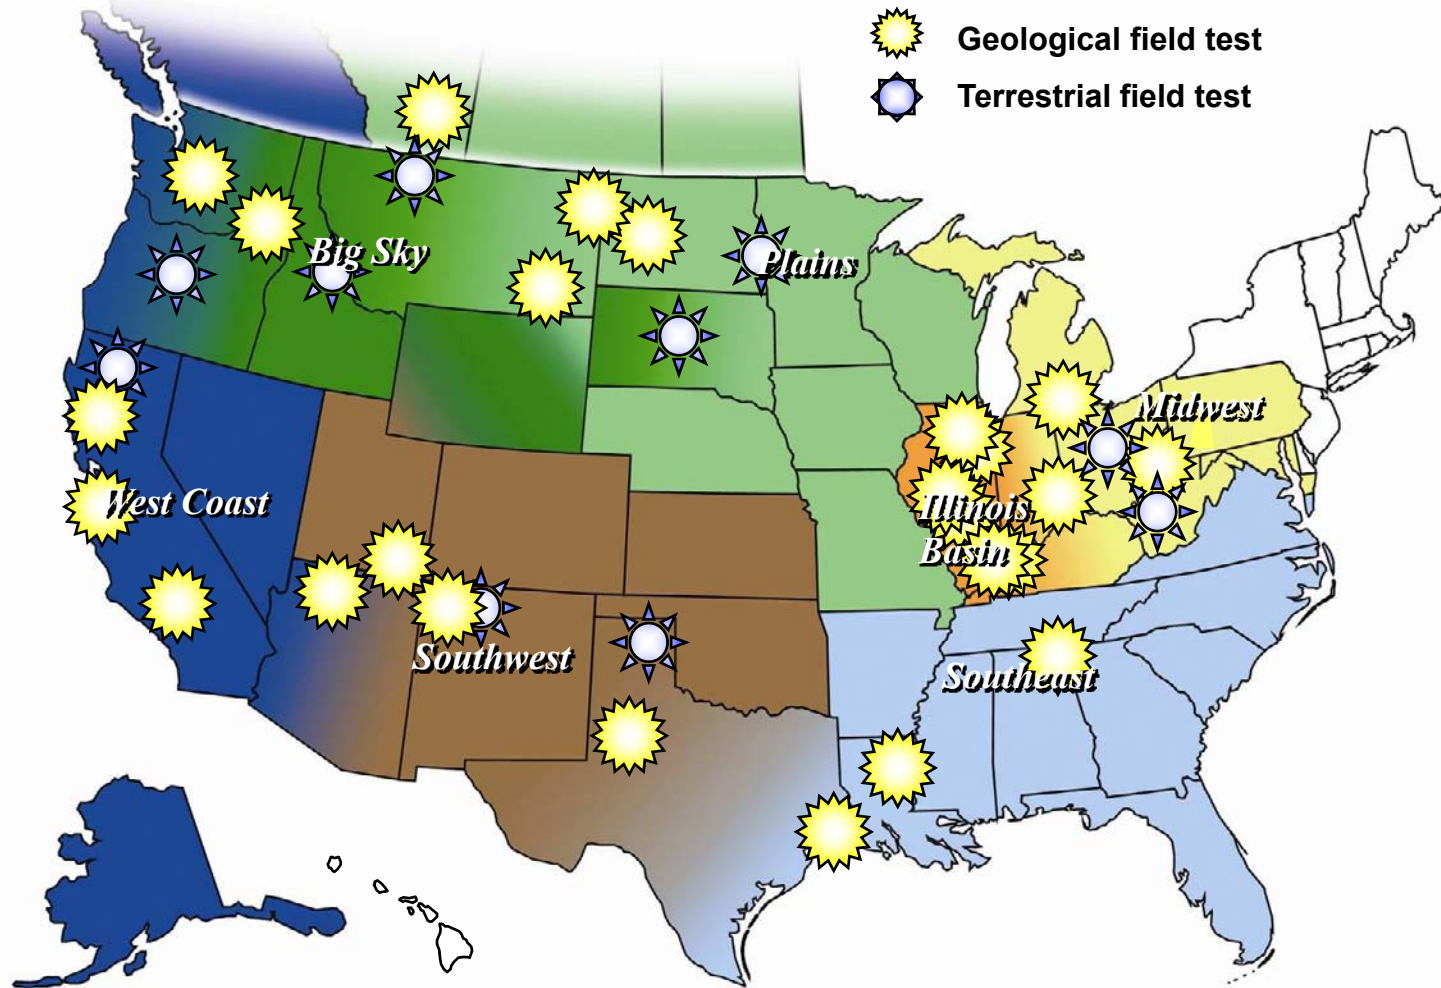 Geological field test
Terrestrial field test
Big Sky
Plains
Midwest
West Coast
Illinois
Basin
Southwest
Southeast